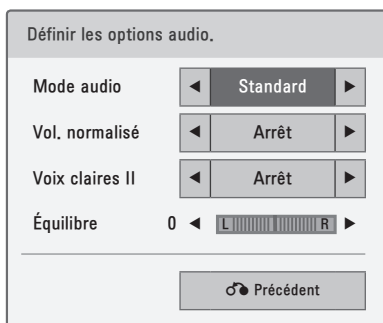 Définir les options audio.
Mode audio ◀ Standard ▶
Vol. normalisé ◀ Arrêt ▶
Voix claires II ◀ Arrêt ▶
Équilibre 0 ◀ L R ▶
Précédent